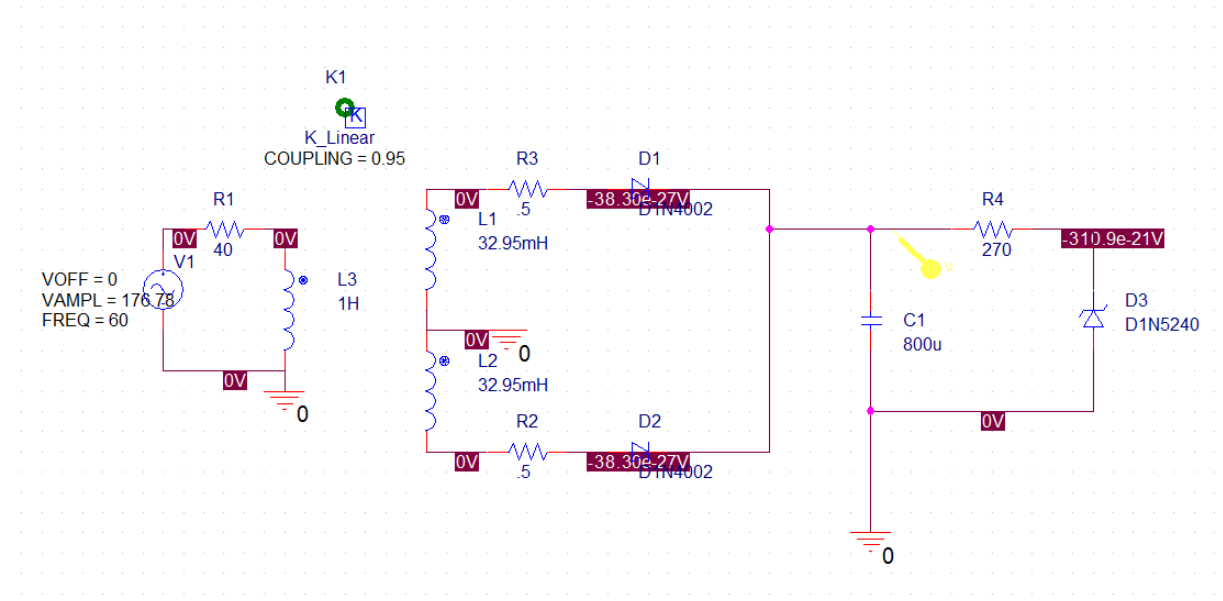 K1
K
K_Linear
COUPLING = 0.95
R3
D1
0V
-38.30e-27V
D1N4002
.5
R1
R4
L1
32.95mH
0V
0V
40
270
-310.9e-21V
V1
V
VOFF = 0
VAMPL = 176.78
FREQ = 60
L3
1H
D3
D1N5240
C1
800u
0V
0
L2
32.95mH
0V
0
R2
D2
0V
0V
-38.30e-27V
D1N4002
.5
0